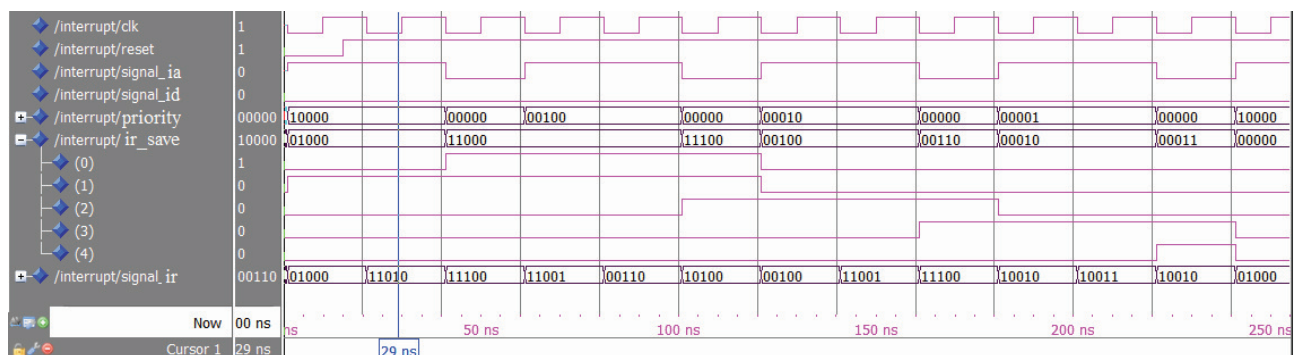 /interrupt/clk 1
/interrupt/reset 1
/interrupt/signal_ia 0
/interrupt/signal_id 0
/interrupt/priority 00000 10000 00000 00100 00000 00010 00000 00001 00000 10000
/interrupt/ ir_save 10000 01000 11000 11100 00100 00110 00010 00011 00000
(0) 1
(1) 0
(2) 0
(3) 0
(4) 0
/interrupt/signal_ir 00110 01000 11010 11100 11001 00110 10100 00100 11001 11100 10010 10011 10010 01000
Now 00 ns ns 50 ns 100 ns 150 ns 200 ns 250 ns
Cursor 1 29 ns 29 ns